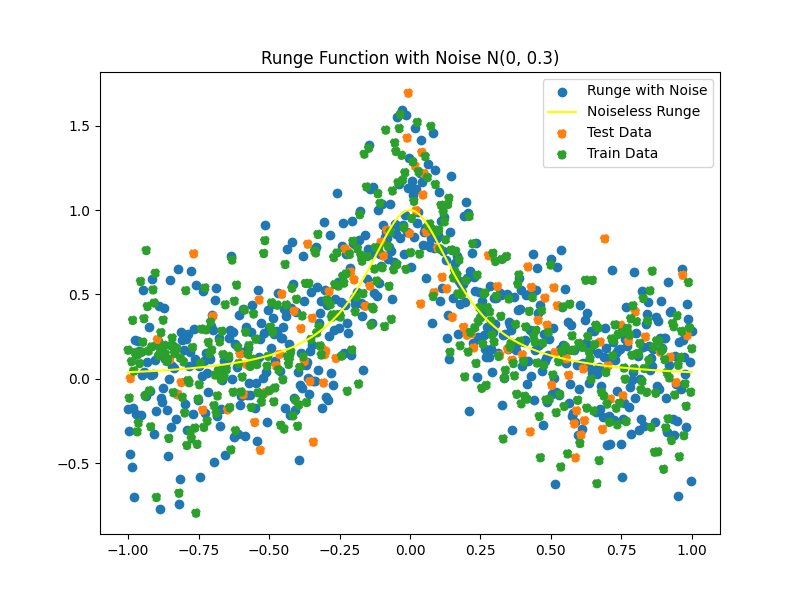 Runge Function with Noise N(0, 0.3)
Runge with Noise
Noiseless Runge
Test Data
Train Data
1.5
1.0
0.5
0.0
−0.5
−1.00 −0.75 −0.50 −0.25 0.00 0.25 0.50 0.75 1.00